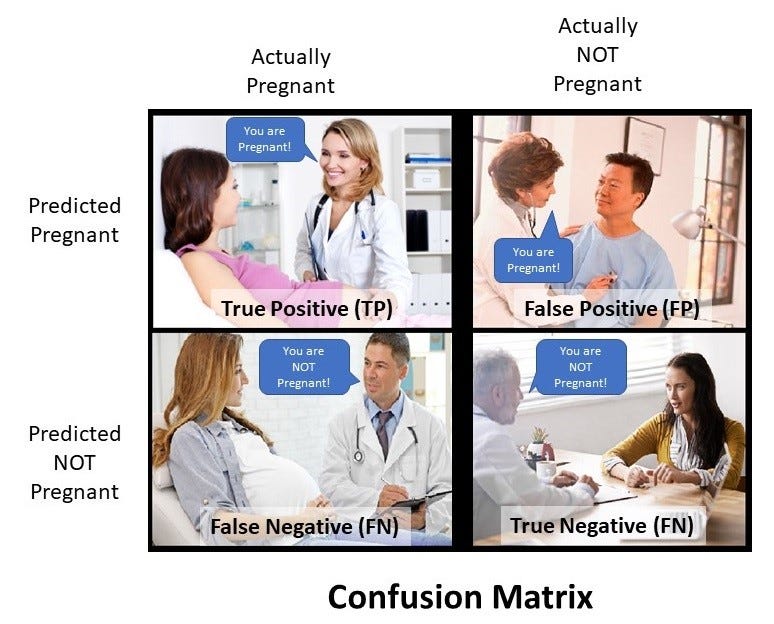 Actually
Pregnant
Actually
NOT
Pregnant
Predicted
Pregnant
You are
Pregnant!
True Positive (TP)
You are
Pregnant!
False Positive (FP)
Predicted
NOT
Pregnant
You are
NOT
Pregnant!
False Negative (FN)
You are
NOT
Pregnant!
True Negative (FN)
Confusion Matrix